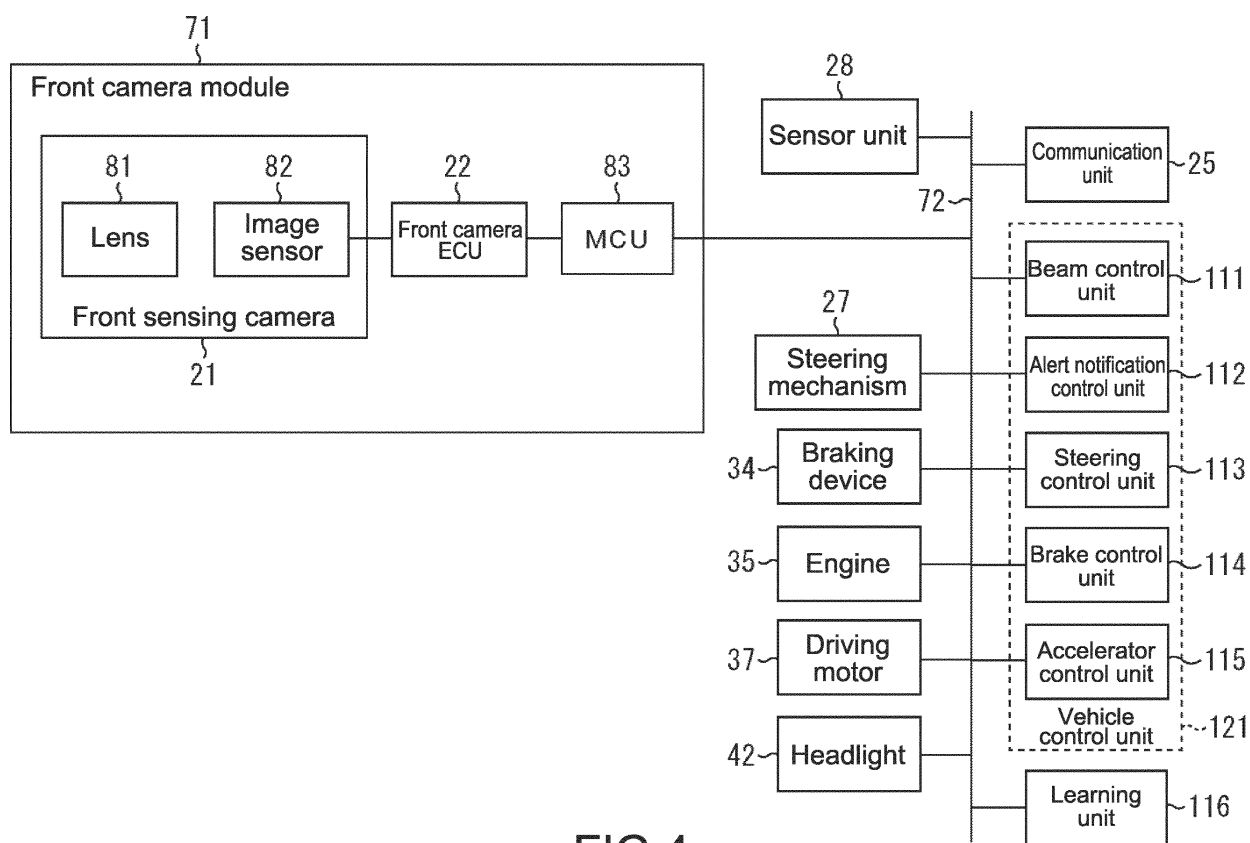 71
Front camera module
81
82
22
83
Lens
Image
sensor
Front camera
ECU
MCU
Front sensing camera
21
28
Sensor unit
72
Communication
unit
25
Beam control
unit
111
27
Steering
mechanism
Alert notification
control unit
112
34
Braking
device
Steering
control unit
113
35
Engine
Brake control
unit
114
37
Driving
motor
Accelerator
control unit
115
Vehicle
control unit
121
42
Headlight
Learning
unit
116
FIG.4